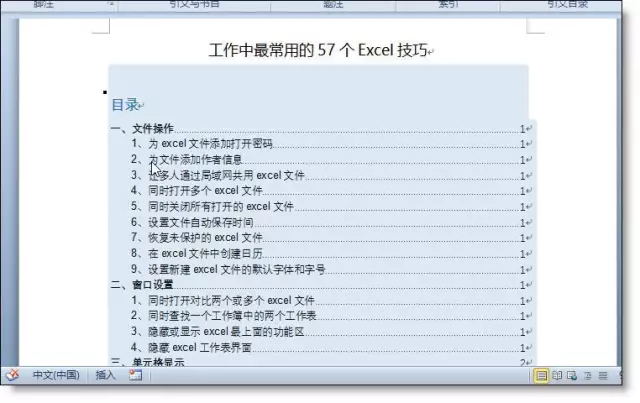 脚注 引文与书目 题注 索引 引文目录
工作中最常用的 57 个 Excel 技巧
目录
一、文件操作 1
1、为 excel 文件添加打开密码 1
2、为文件添加作者信息 1
3、多人通过局域网共用 excel 文件 1
4、同时打开多个 excel 文件 1
5、同时关闭所有打开的 excel 文件 1
6、设置文件自动保存时间 1
7、恢复未保护的 excel 文件 1
8、在 excel 文件中创建日历 1
9、设置新建 excel 文件的默认字体和字号 1
二、窗口设置 1
1、同时打开对比两个或多个 excel 文件 1
2、同时查找一个工作簿中的两个工作表 1
3、隐藏或显示 excel 最上面的功能区 1
4、隐藏 excel 工作表界面 1
三、单元格显示 2
中文(中国) 插入